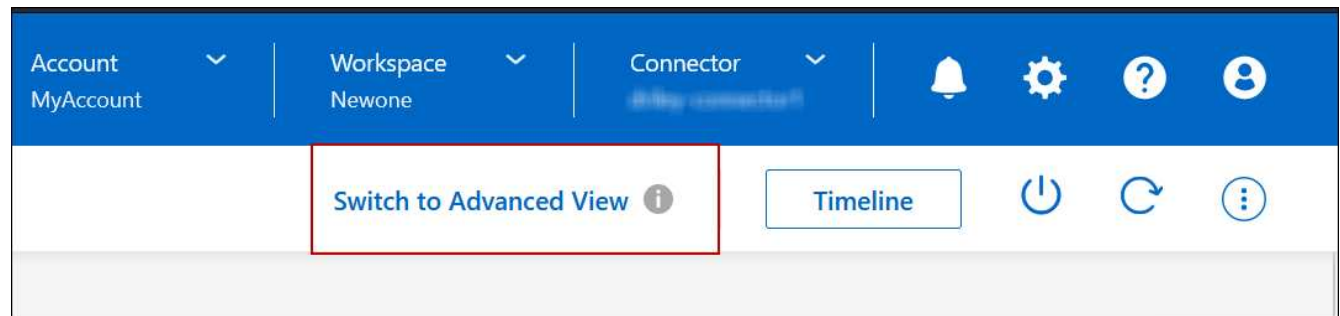 Account
MyAccount
Workspace
Newone
Connector
Switch to Advanced View
Timeline